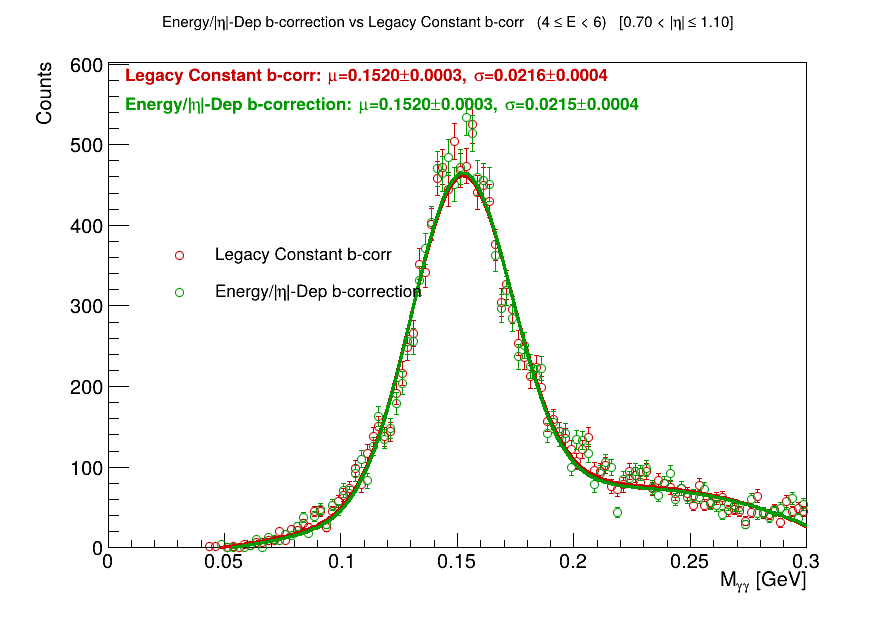 Energy/|η|-Dep b-correction vs Legacy Constant b-corr (4 ≤ E < 6) [0.70 < |η| ≤ 1.10]
Legacy Constant b-corr: μ=0.1520±0.0003, σ=0.0216±0.0004
Energy/|η|-Dep b-correction: μ=0.1520±0.0003, σ=0.0215±0.0004
Counts
600
500
400
300
200
100
0
Legacy Constant b-corr
Energy/|η|-Dep b-correction
0 0.05 0.1 0.15 0.2 0.25 0.3
Mγγ [GeV]